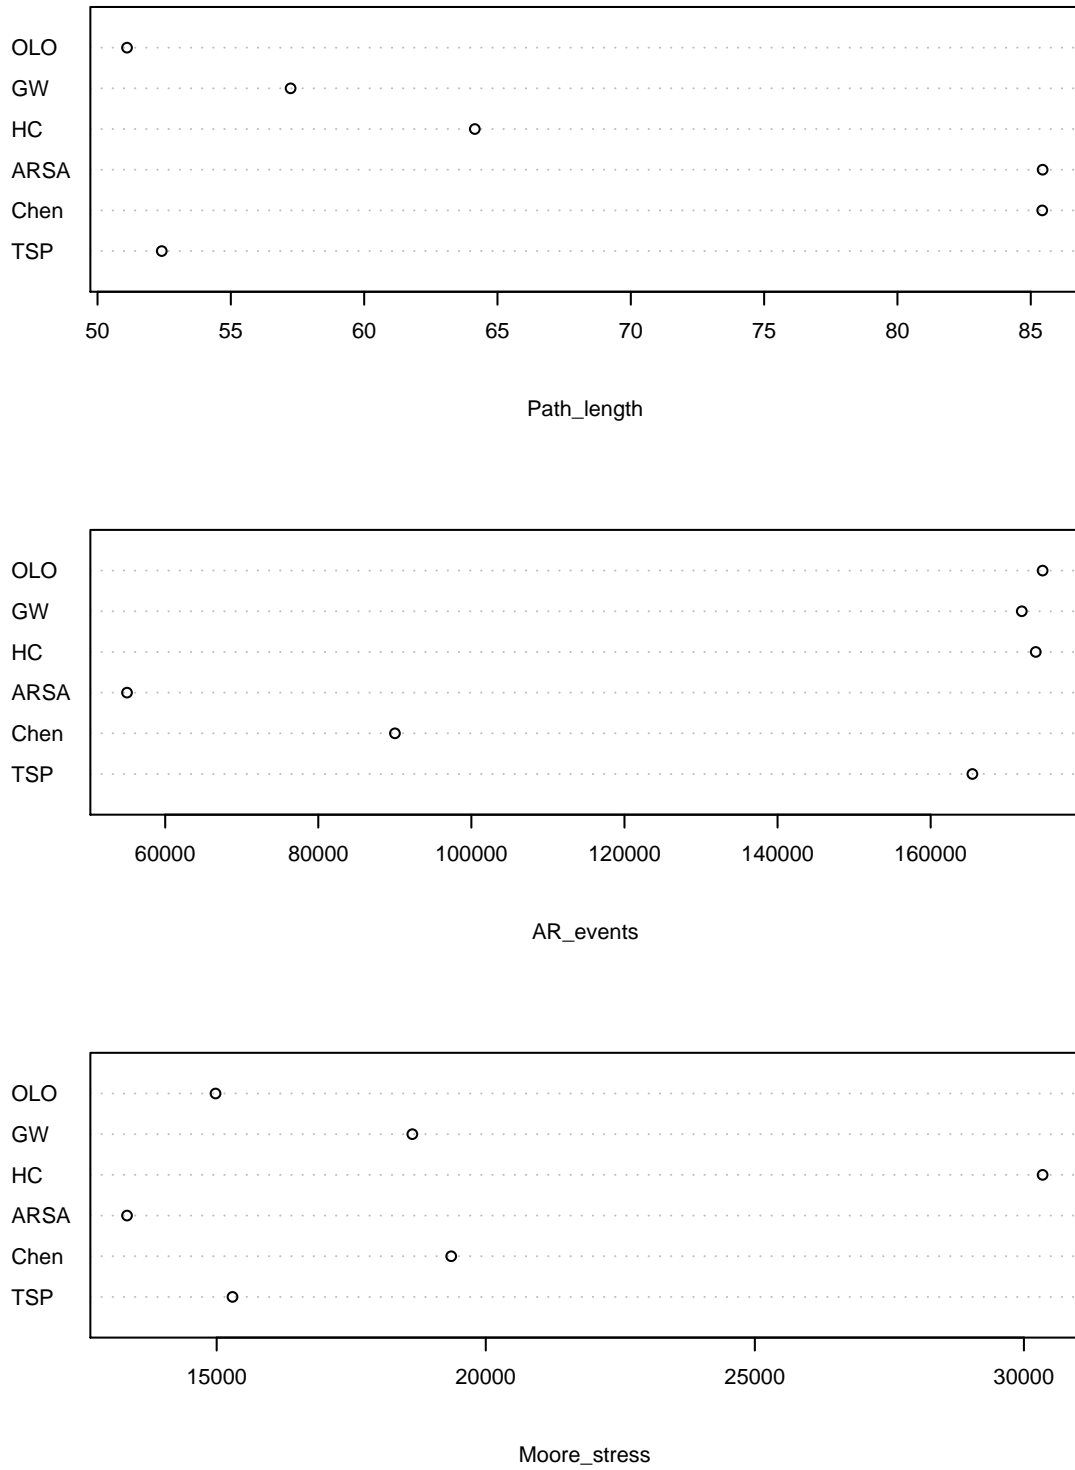 OLO
GW
HC
ARSA
Chen
TSP
50 55 60 65 70 75 80 85
Path_length
OLO
GW
HC
ARSA
Chen
TSP
60000 80000 100000 120000 140000 160000
AR_events
OLO
GW
HC
ARSA
Chen
TSP
15000 20000 25000 30000
Moore_stress